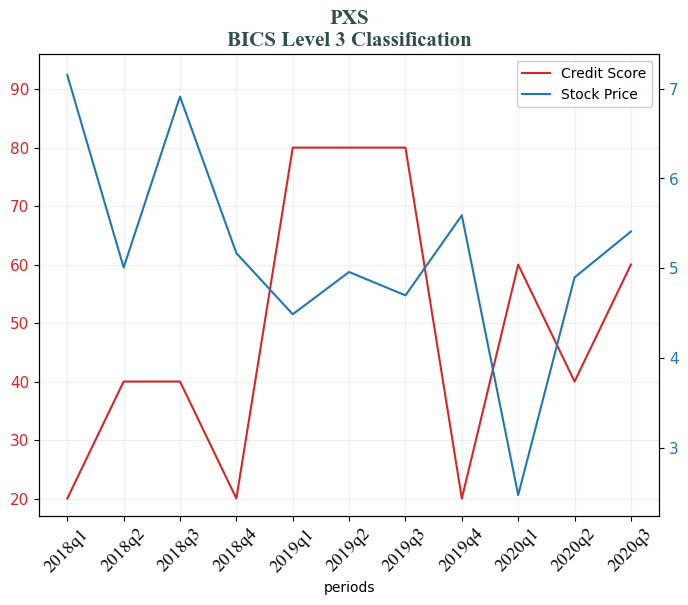 PXS
BICS Level 3 Classification
Credit Score
Stock Price
90
80
70
60
50
40
30
20
7
6
5
4
3
2018q1
2018q2
2018q3
2018q4
2019q1
2019q2
2019q3
2019q4
2020q1
2020q2
2020q3
periods